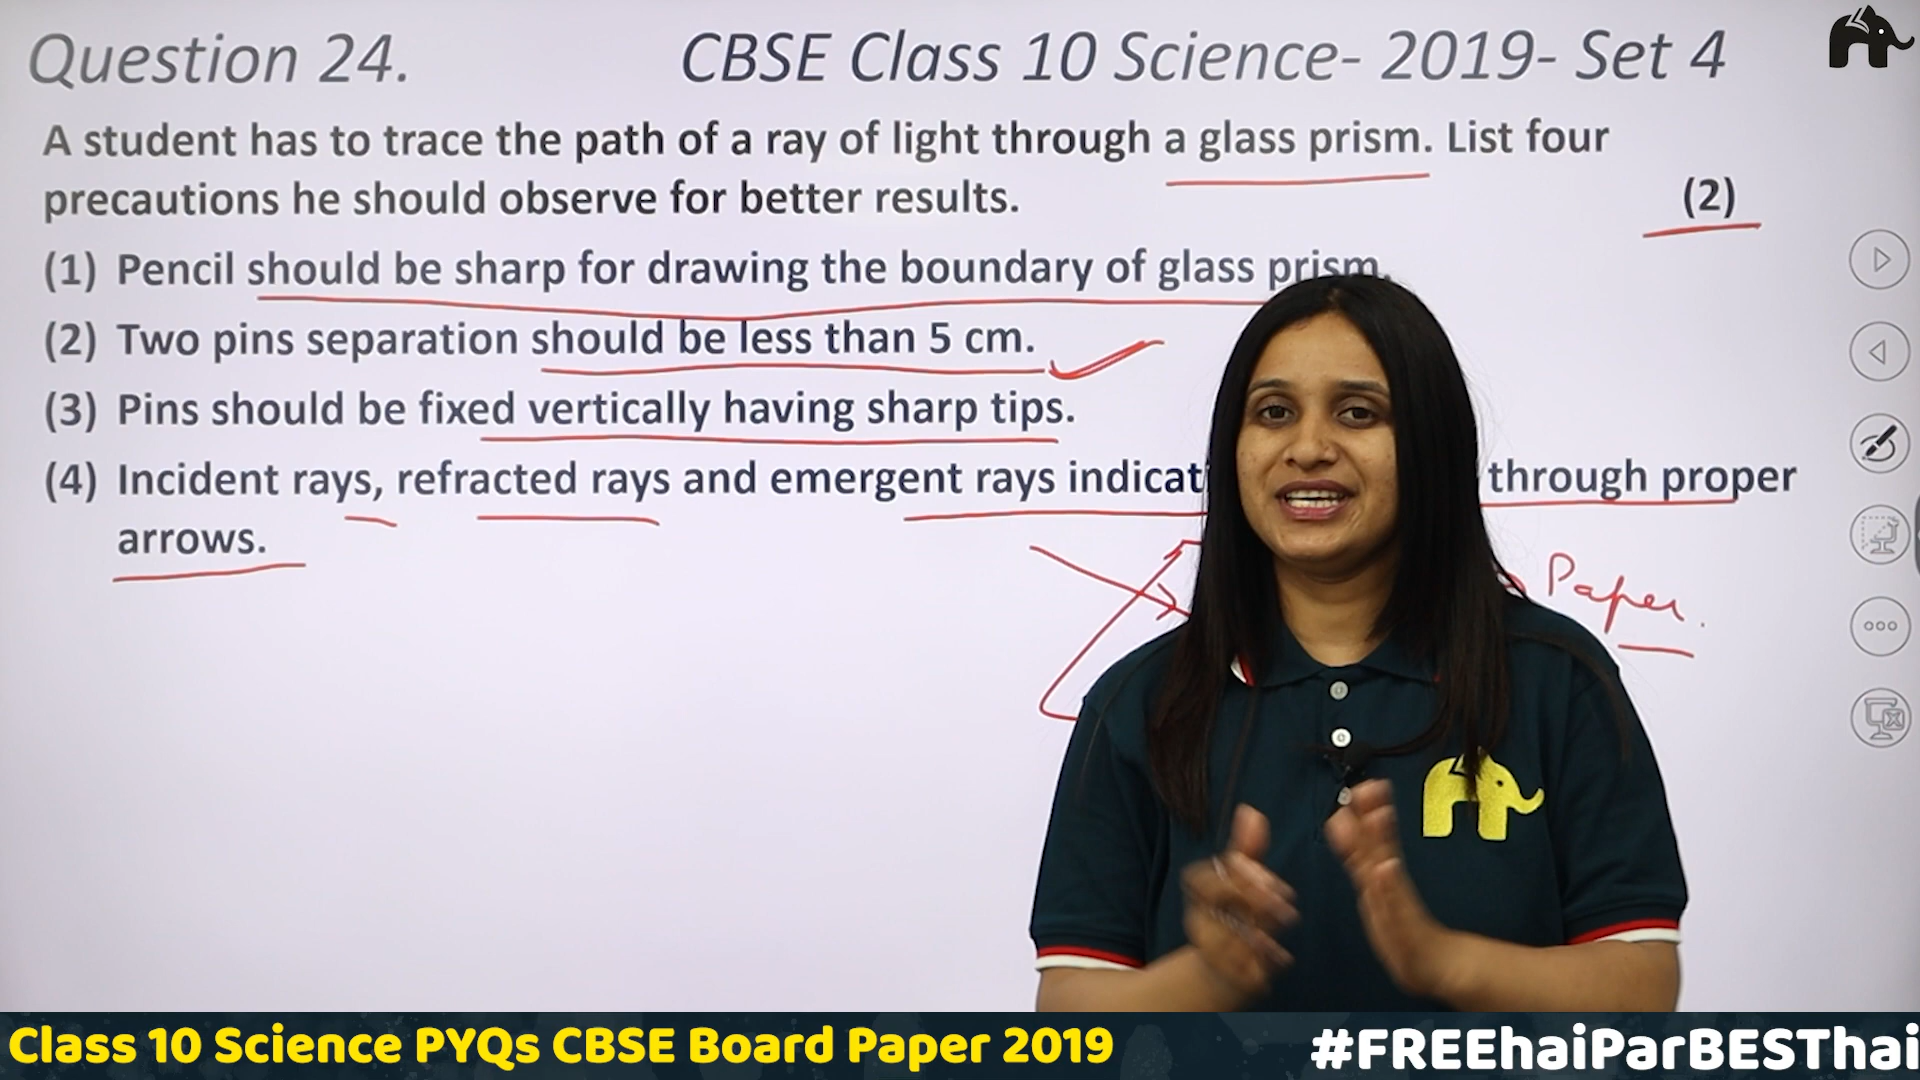 Question 24. CBSE Class 10 Science- 2019- Set 4
A student has to trace the path of a ray of light through a glass prism. List four
precautions he should observe for better results. (2)
(1) Pencil should be sharp for drawing the boundary of glass prism.
(2) Two pins separation should be less than 5 cm.
(3) Pins should be fixed vertically having sharp tips.
(4) Incident rays, refracted rays and emergent rays through proper
arrows.
Paper.
Class 10 Science PYQs CBSE Board Paper 2019 #FREEhaiParBESThai